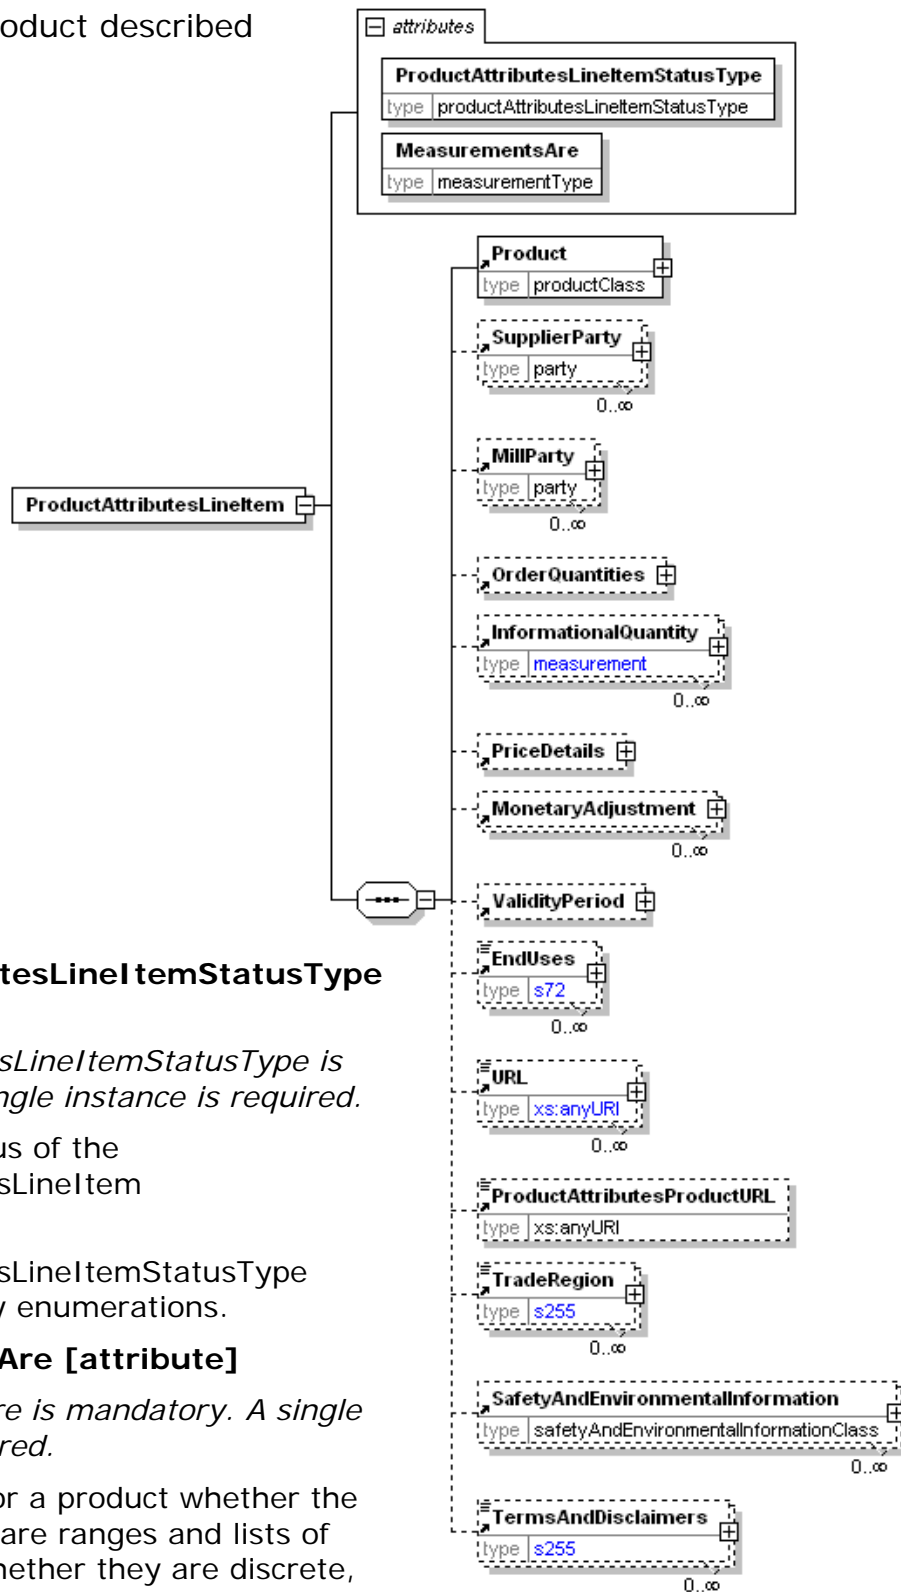 oduct described
attributes
ProductAttributesLineItemStatusType
type productAttributesLineItemStatusType
MeasurementsAre
type measurementType
Product
type productClass
SupplierParty
type party
0..∞
MillParty
type party
0..∞
ProductAttributesLineItem
OrderQuantities
InformationalQuantity
type measurement
0..∞
PriceDetails
MonetaryAdjustment
0..∞
ValidityPeriod
EndUses
type s72
0..∞
URL
type xs:anyURI
0..∞
ProductAttributesProductURL
type xs:anyURI
TradeRegion
type s255
0..∞
SafetyAndEnvironmentalInformation
type safetyAndEnvironmentalInformationClass
0..∞
TermsAndDisclaimers
type s255
0..∞
tesLineItemStatusType
sLineItemStatusType is
ngle instance is required.
us of the
sLineItem
sLineItemStatusType
y enumerations.
Are [attribute]
re is mandatory. A single
red.
or a product whether the
are ranges and lists of
hether they are discrete,